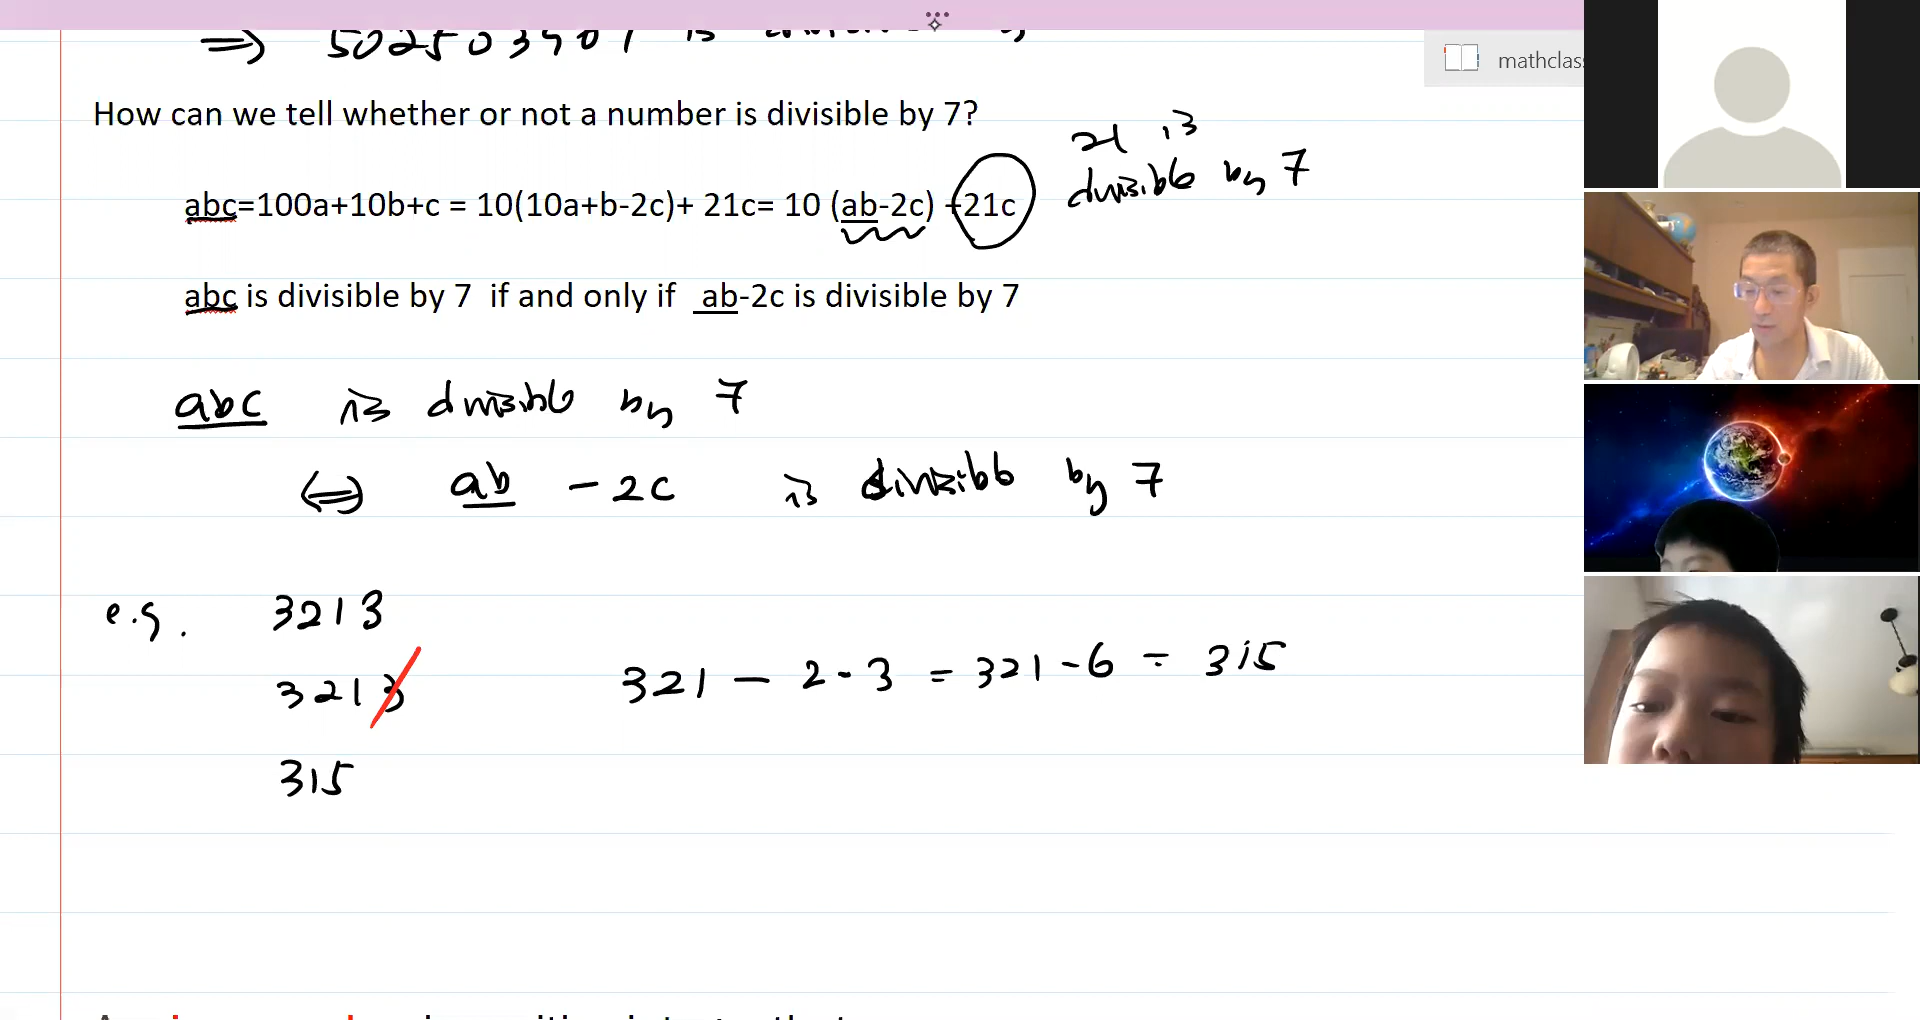 ⇒ 502503401 is
mathclas
How can we tell whether or not a number is divisible by 7?
21 is
divisible by 7
abc=100a+10b+c = 10(10a+b-2c)+ 21c= 10 (ab-2c) +21c
abc is divisible by 7 if and only if ab-2c is divisible by 7
abc is divisible by 7
⇔ ab - 2c is divisible by 7
e.g. 3213
3213 321 - 2·3 = 321-6 = 315
315